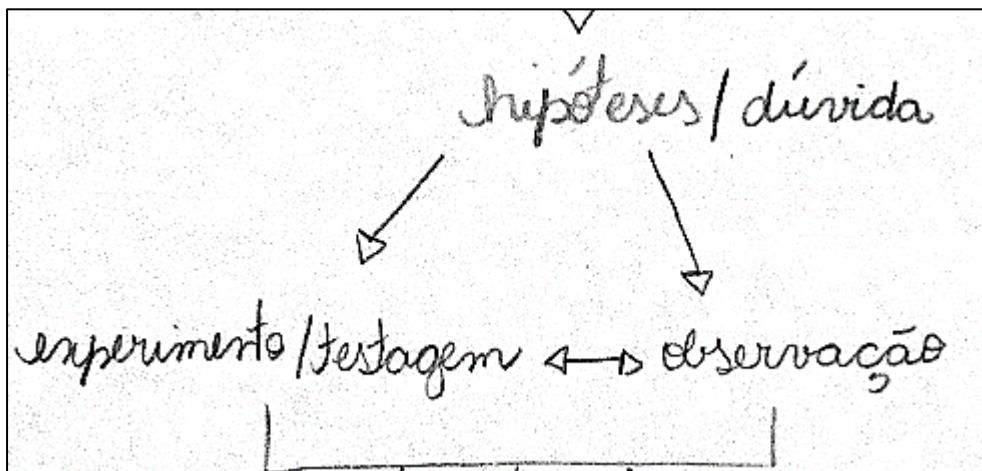 hipóteses / dúvida
experimento / testagem observação